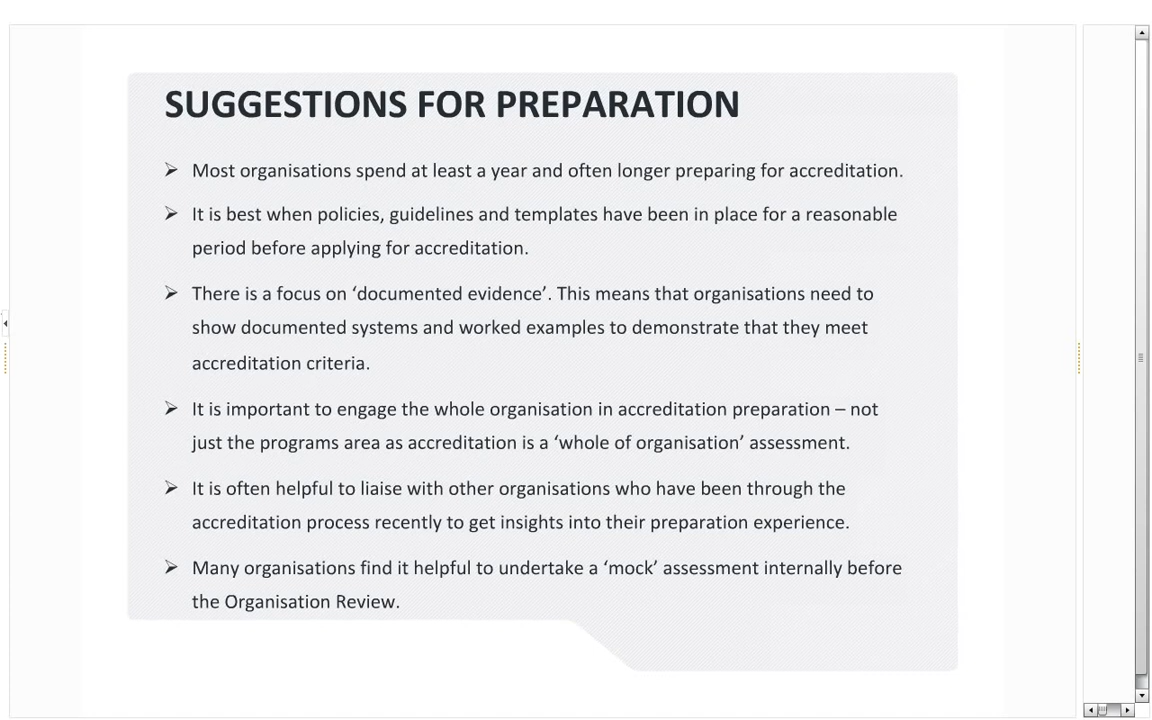 SUGGESTIONS FOR PREPARATION
➢ Most organisations spend at least a year and often longer preparing for accreditation.
➢ It is best when policies, guidelines and templates have been in place for a reasonable
period before applying for accreditation.
➢ There is a focus on ‘documented evidence’. This means that organisations need to
show documented systems and worked examples to demonstrate that they meet
accreditation criteria.
➢ It is important to engage the whole organisation in accreditation preparation – not
just the programs area as accreditation is a ‘whole of organisation’ assessment.
➢ It is often helpful to liaise with other organisations who have been through the
accreditation process recently to get insights into their preparation experience.
➢ Many organisations find it helpful to undertake a ‘mock’ assessment internally before
the Organisation Review.